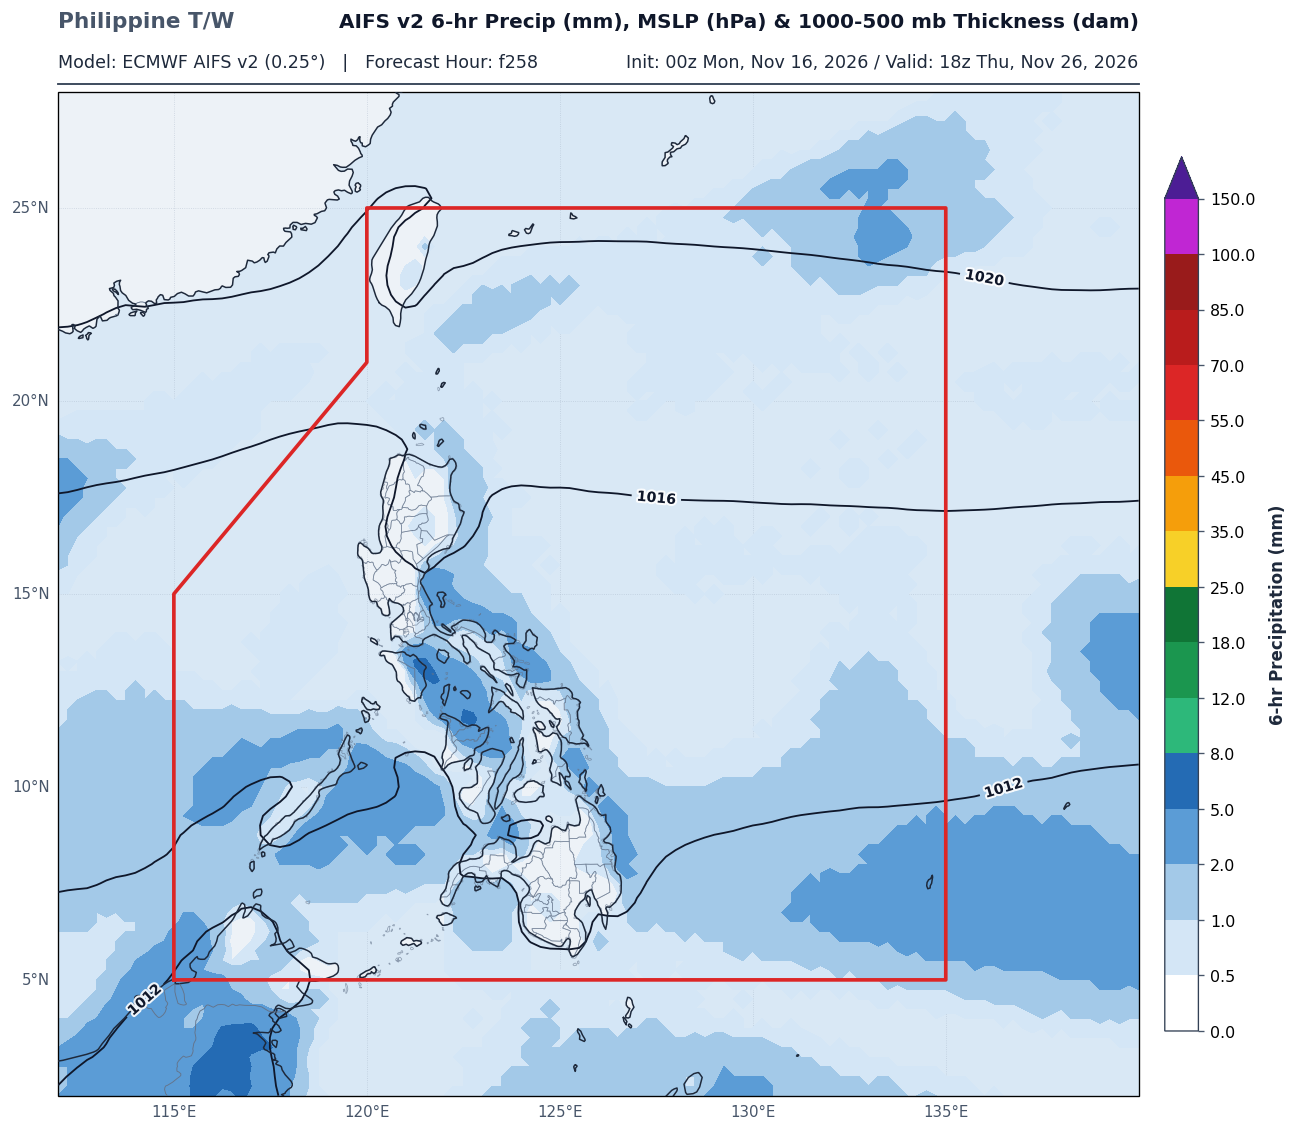 Philippine T/W
AIFS v2 6-hr Precip (mm), MSLP (hPa) & 1000-500 mb Thickness (dam)
Model: ECMWF AIFS v2 (0.25°) | Forecast Hour: f258
Init: 00z Mon, Nov 16, 2026 / Valid: 18z Thu, Nov 26, 2026
25°N
20°N
15°N
10°N
5°N
1020
1016
1012
1012
115°E
120°E
125°E
130°E
135°E
150.0
100.0
85.0
70.0
55.0
45.0
35.0
25.0
18.0
12.0
8.0
5.0
2.0
1.0
0.5
0.0
6-hr Precipitation (mm)